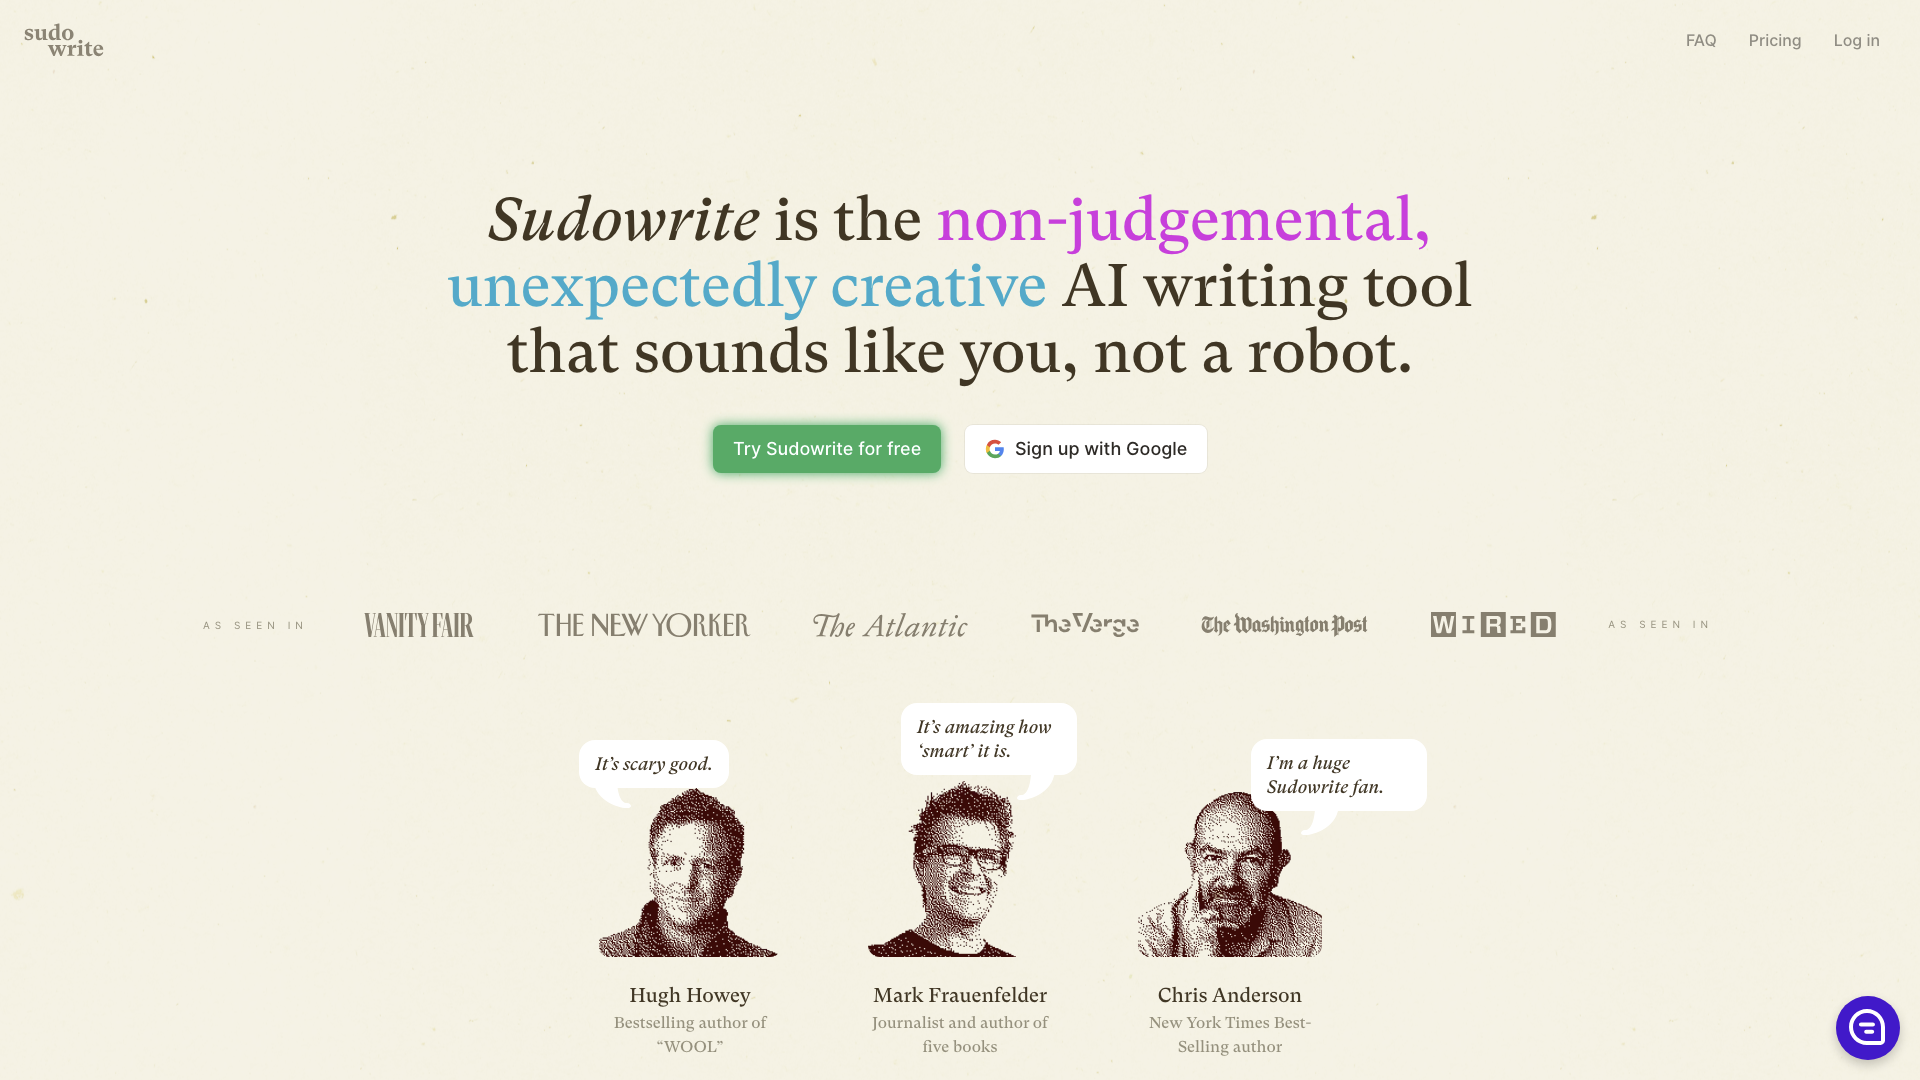 sudo
write
FAQ
Pricing
Log in
Sudowrite is the non-judgemental,
unexpectedly creative AI writing tool
that sounds like you, not a robot.
Try Sudowrite for free
Sign up with Google
AS SEEN IN
VANITY FAIR
THE NEW YORKER
The Atlantic
The Verge
The Washington Post
WIRED
AS SEEN IN
It’s scary good.
It’s amazing how
‘smart’ it is.
I’m a huge
Sudowrite fan.
Hugh Howey
Bestselling author of
“WOOL”
Mark Frauenfelder
Journalist and author of
five books
Chris Anderson
New York Times Best-
Selling author